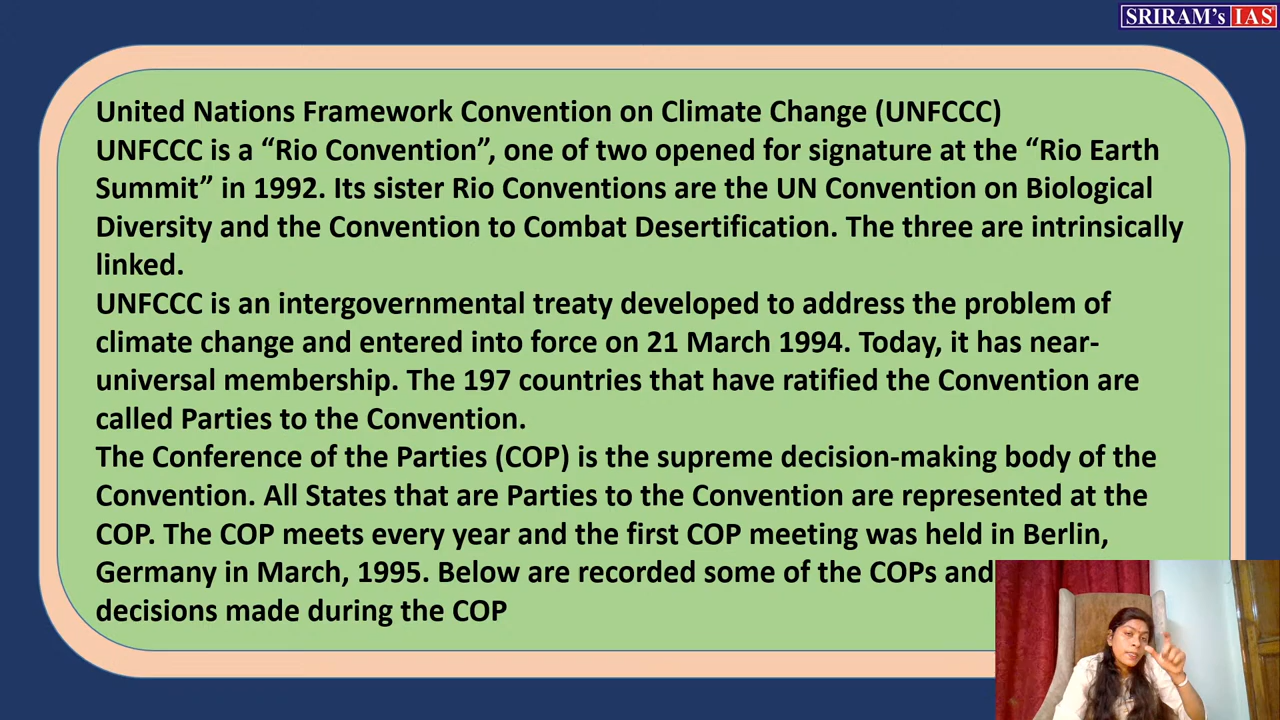 SRIRAM's IAS
United Nations Framework Convention on Climate Change (UNFCCC)
UNFCCC is a “Rio Convention”, one of two opened for signature at the “Rio Earth
Summit” in 1992. Its sister Rio Conventions are the UN Convention on Biological
Diversity and the Convention to Combat Desertification. The three are intrinsically
linked.
UNFCCC is an intergovernmental treaty developed to address the problem of
climate change and entered into force on 21 March 1994. Today, it has near-
universal membership. The 197 countries that have ratified the Convention are
called Parties to the Convention.
The Conference of the Parties (COP) is the supreme decision-making body of the
Convention. All States that are Parties to the Convention are represented at the
COP. The COP meets every year and the first COP meeting was held in Berlin,
Germany in March, 1995. Below are recorded some of the COPs and
decisions made during the COP